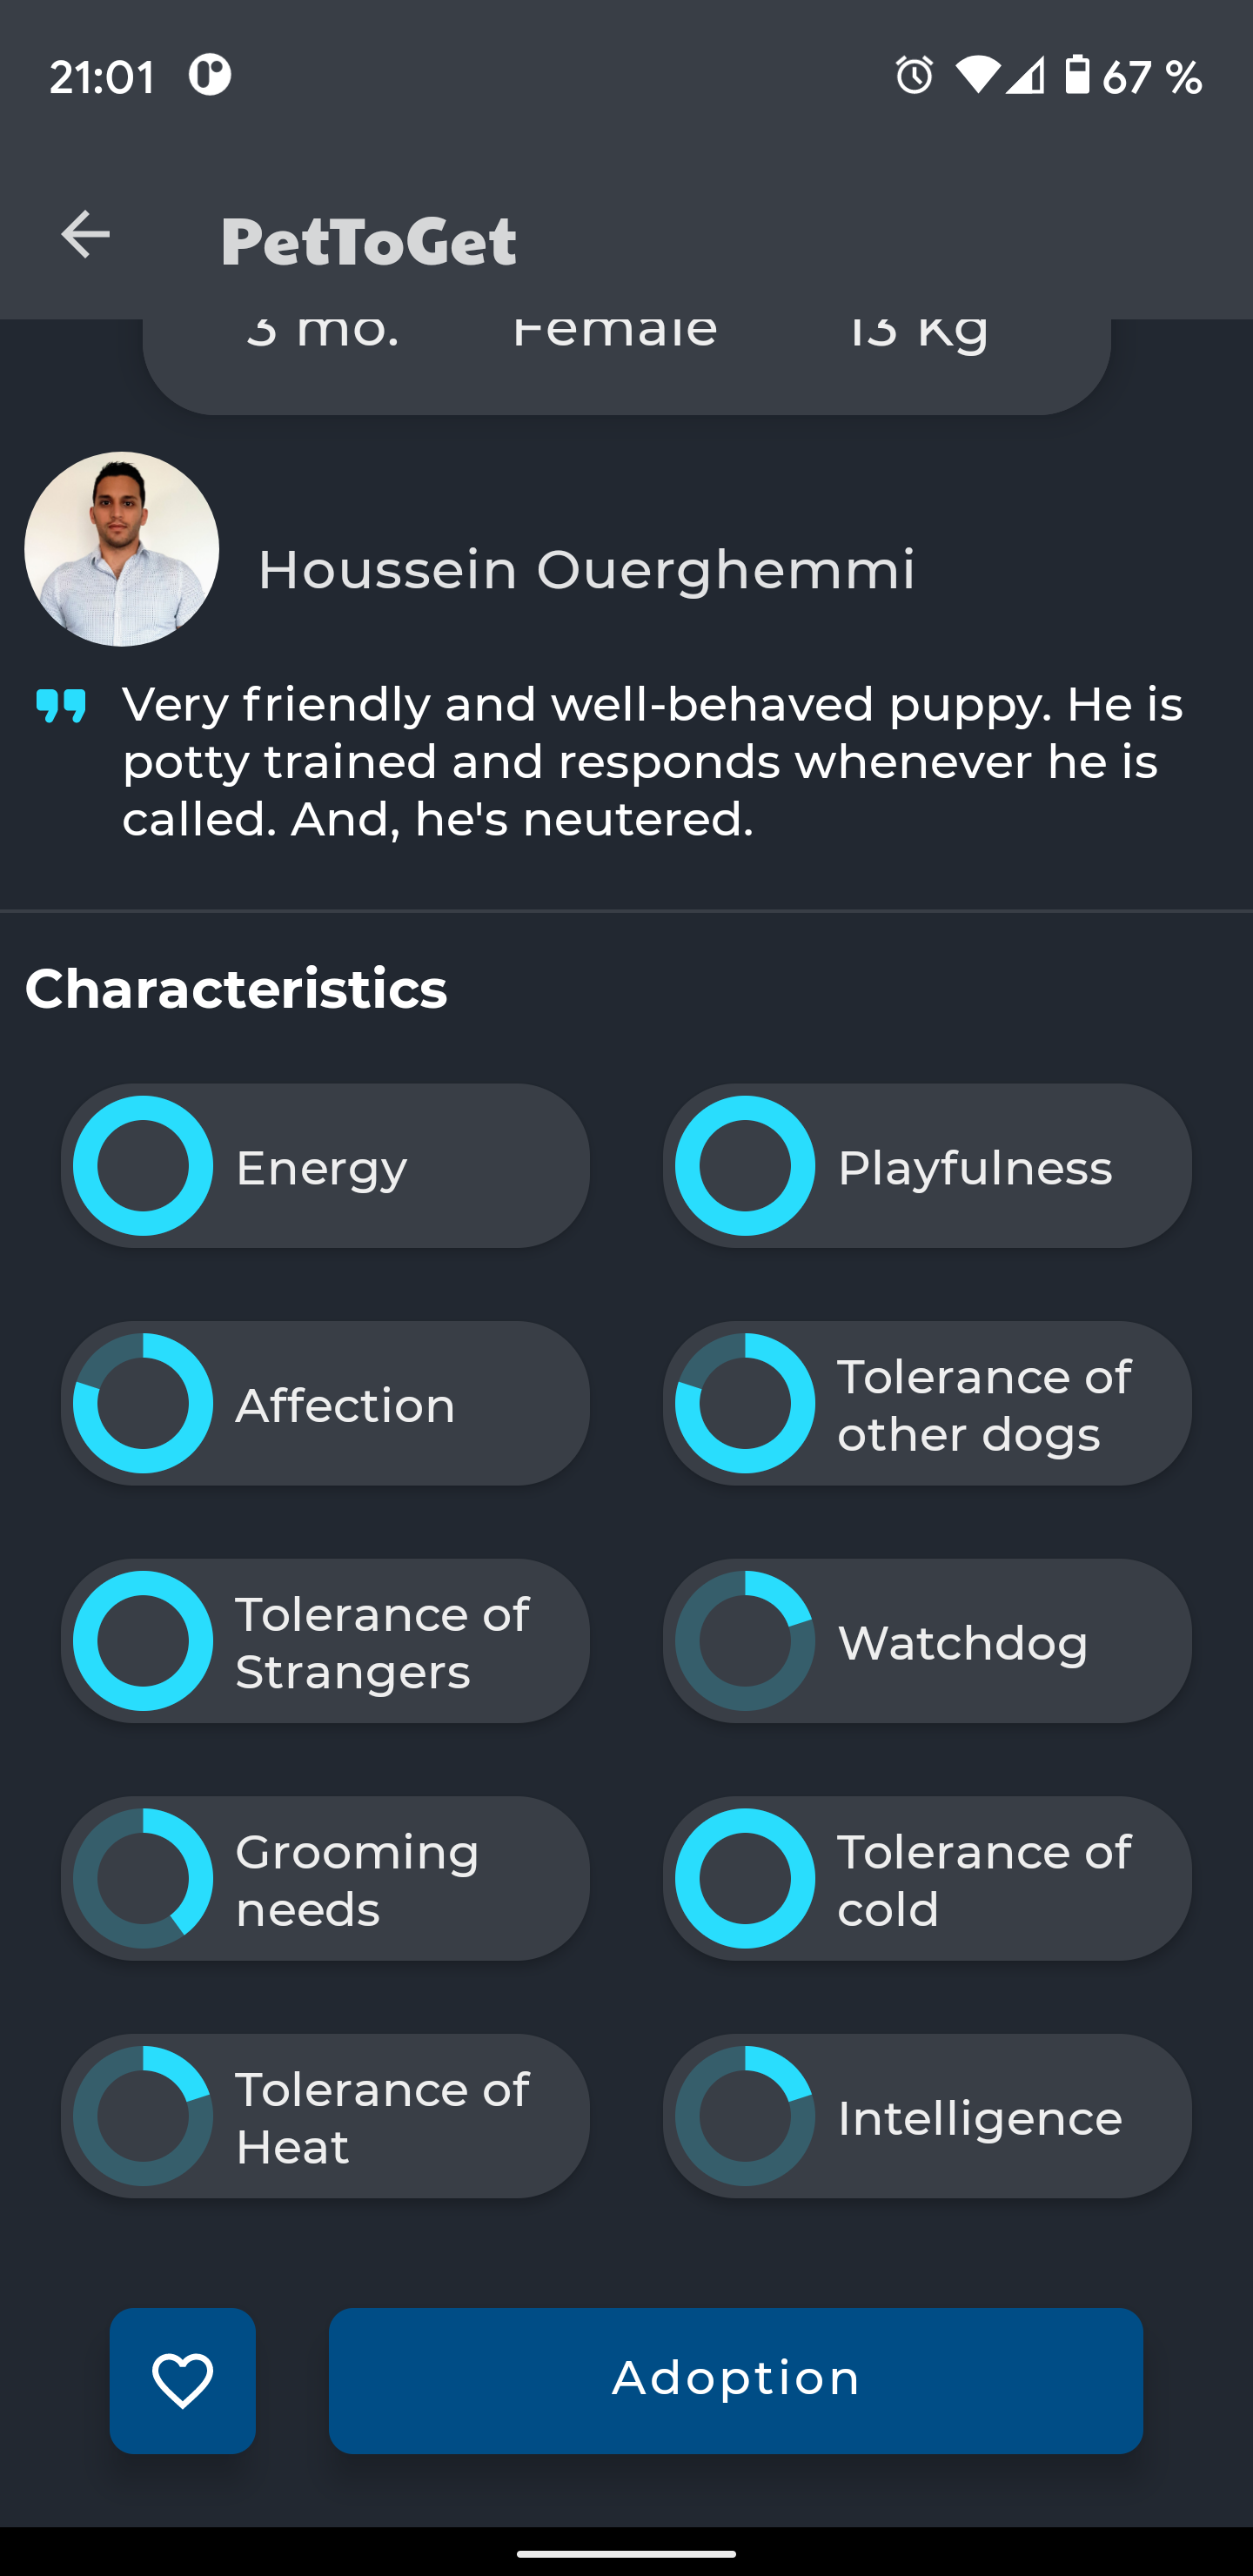 21:01 67 %
PetToGet
3 mo. Female 13 Kg
Houssein Ouerghemmi
Very friendly and well-behaved puppy. He is
potty trained and responds whenever he is
called. And, he's neutered.
Characteristics
Energy
Playfulness
Affection
Tolerance of
other dogs
Tolerance of
Strangers
Watchdog
Grooming
needs
Tolerance of
cold
Tolerance of
Heat
Intelligence
Adoption